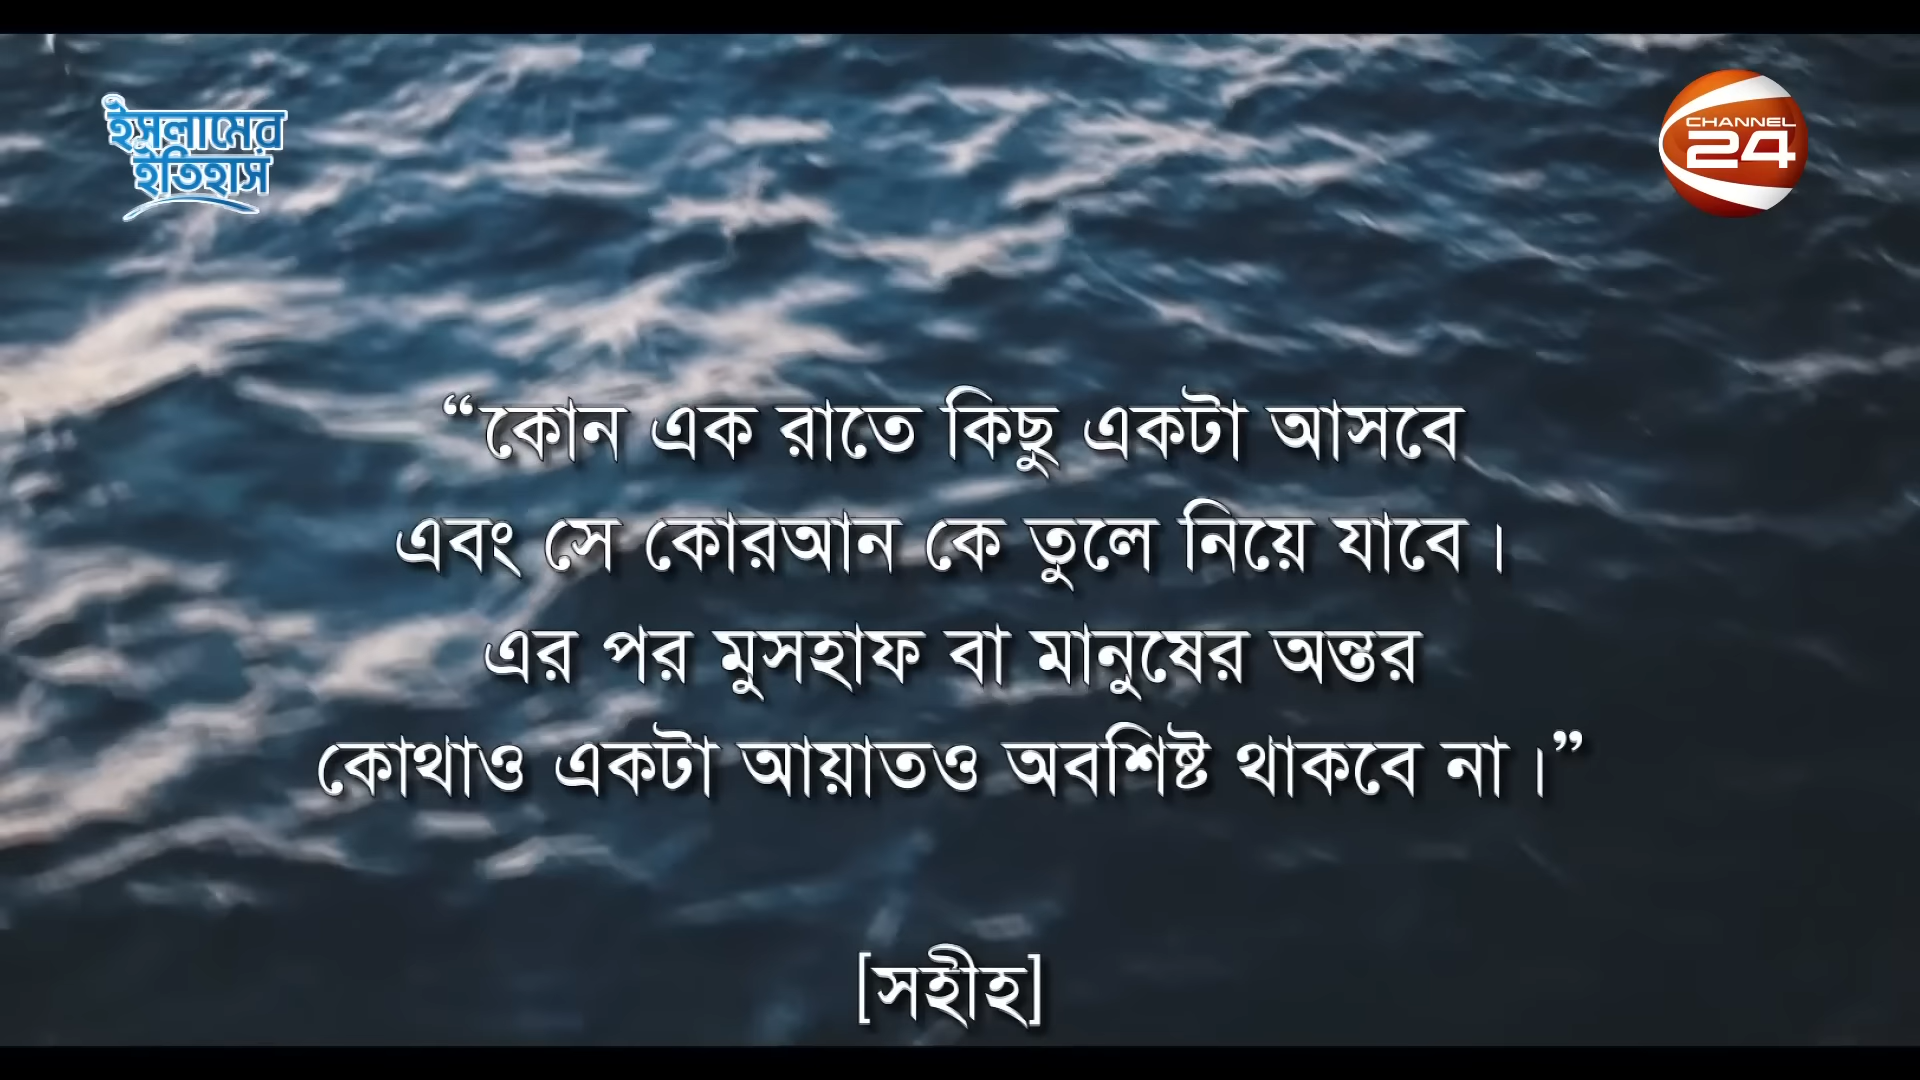 ইসলামের
ইতিহাস
CHANNEL
24
“কোন এক রাতে কিছু একটা আসবে
এবং সে কোরআন কে তুলে নিয়ে যাবে।
এর পর মুসহাফ বা মানুষের অন্তর
কোথাও একটা আয়াতও অবশিষ্ট থাকবে না।”
[সহীহ]